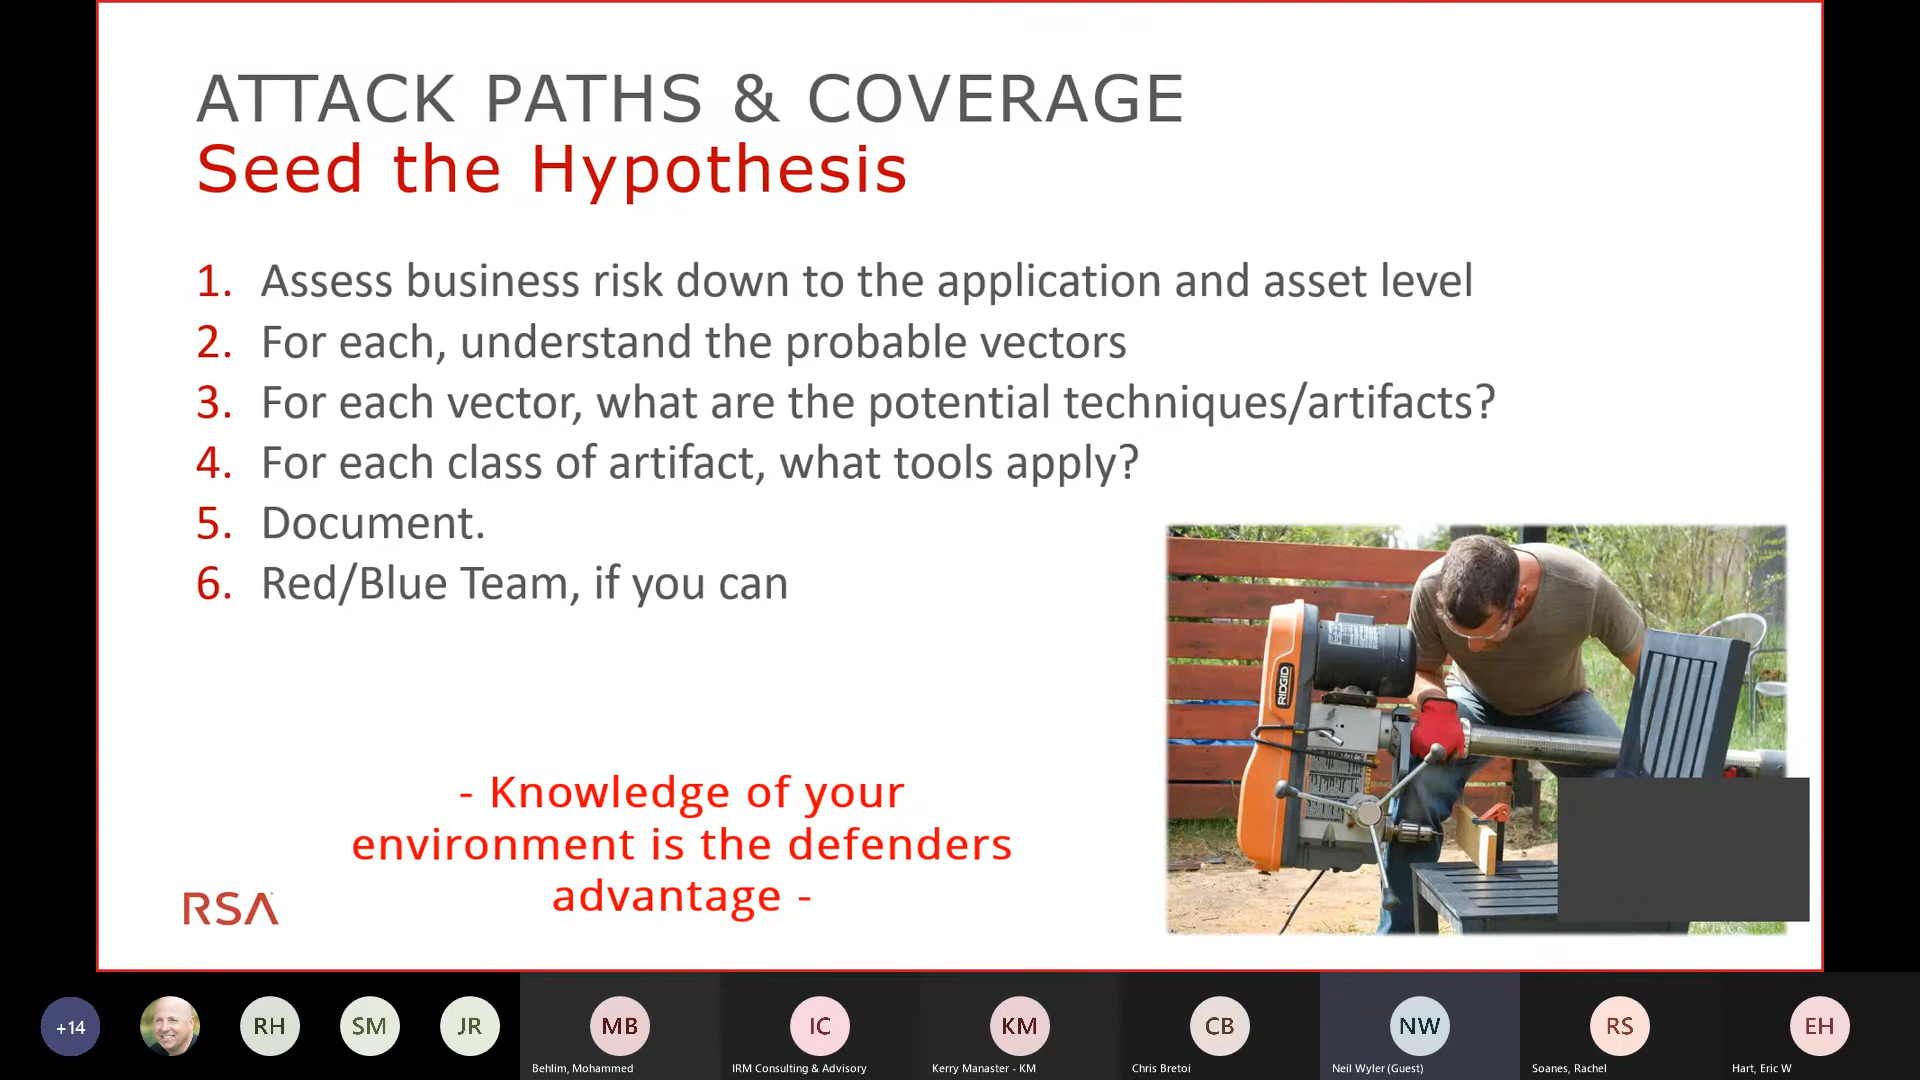 ATTACK PATHS & COVERAGE
Seed the Hypothesis
1. Assess business risk down to the application and asset level
2. For each, understand the probable vectors
3. For each vector, what are the potential techniques/artifacts?
4. For each class of artifact, what tools apply?
5. Document.
6. Red/Blue Team, if you can
RIDGID
- Knowledge of your
environment is the defenders
advantage -
RSA
+14
RH
SM
JR
MB
IC
KM
CB
NW
RS
EH
Behlim, Mohammed
IRM Consulting & Advisory
Kerry Manaster - KM
Chris Bretoi
Neil Wyler (Guest)
Soanes, Rachel
Hart, Eric W